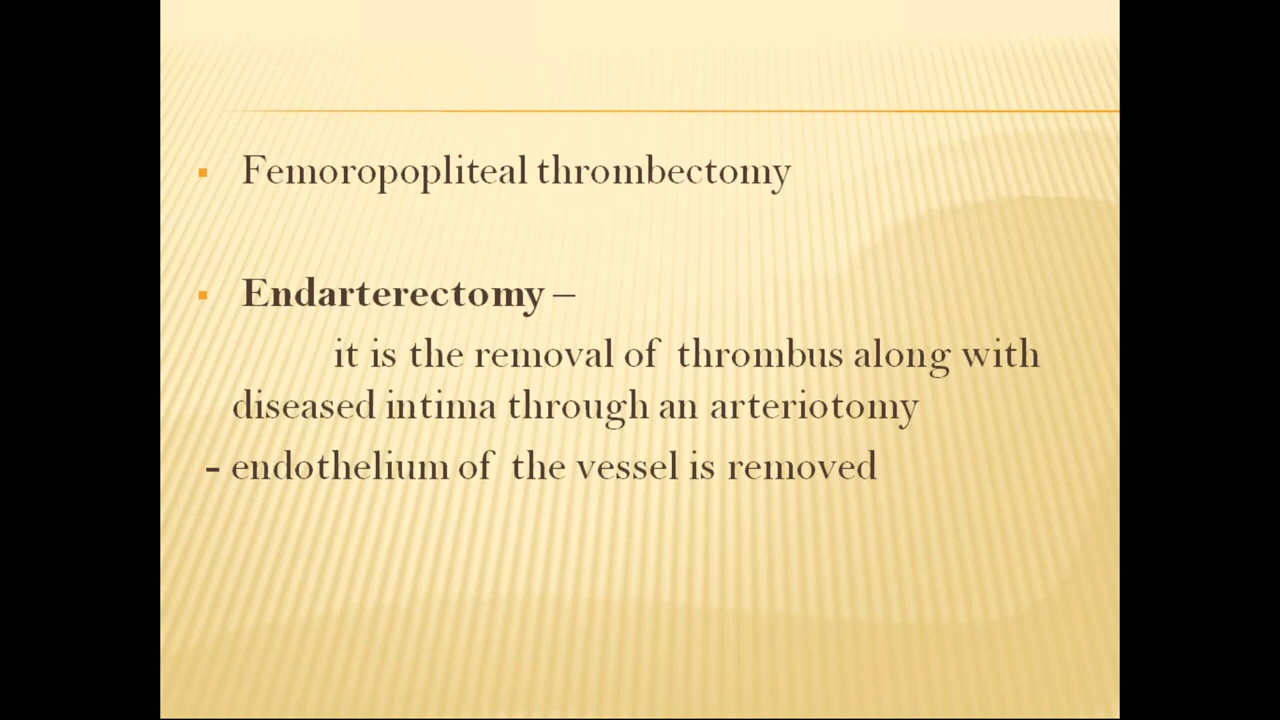 ▪ Femoropopliteal thrombectomy
▪ Endarterectomy –
it is the removal of thrombus along with
diseased intima through an arteriotomy
- endothelium of the vessel is removed